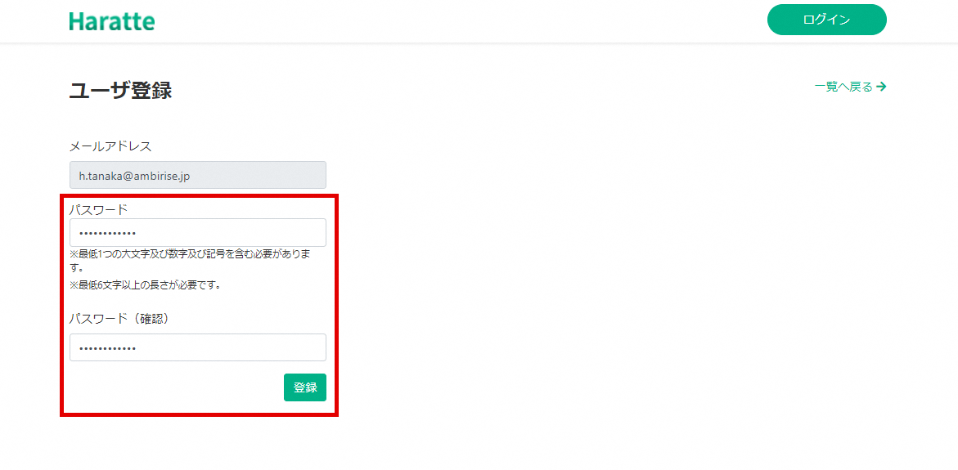 Haratte
ログイン
ユーザ登録
一覧へ戻る
メールアドレス
h.tanaka@ambirise.jp
パスワード
••••••••••••
※最低1つの大文字及び数字及び記号を含む必要がありま
す。
※最低6文字以上の長さが必要です。
パスワード（確認）
••••••••••••
登録